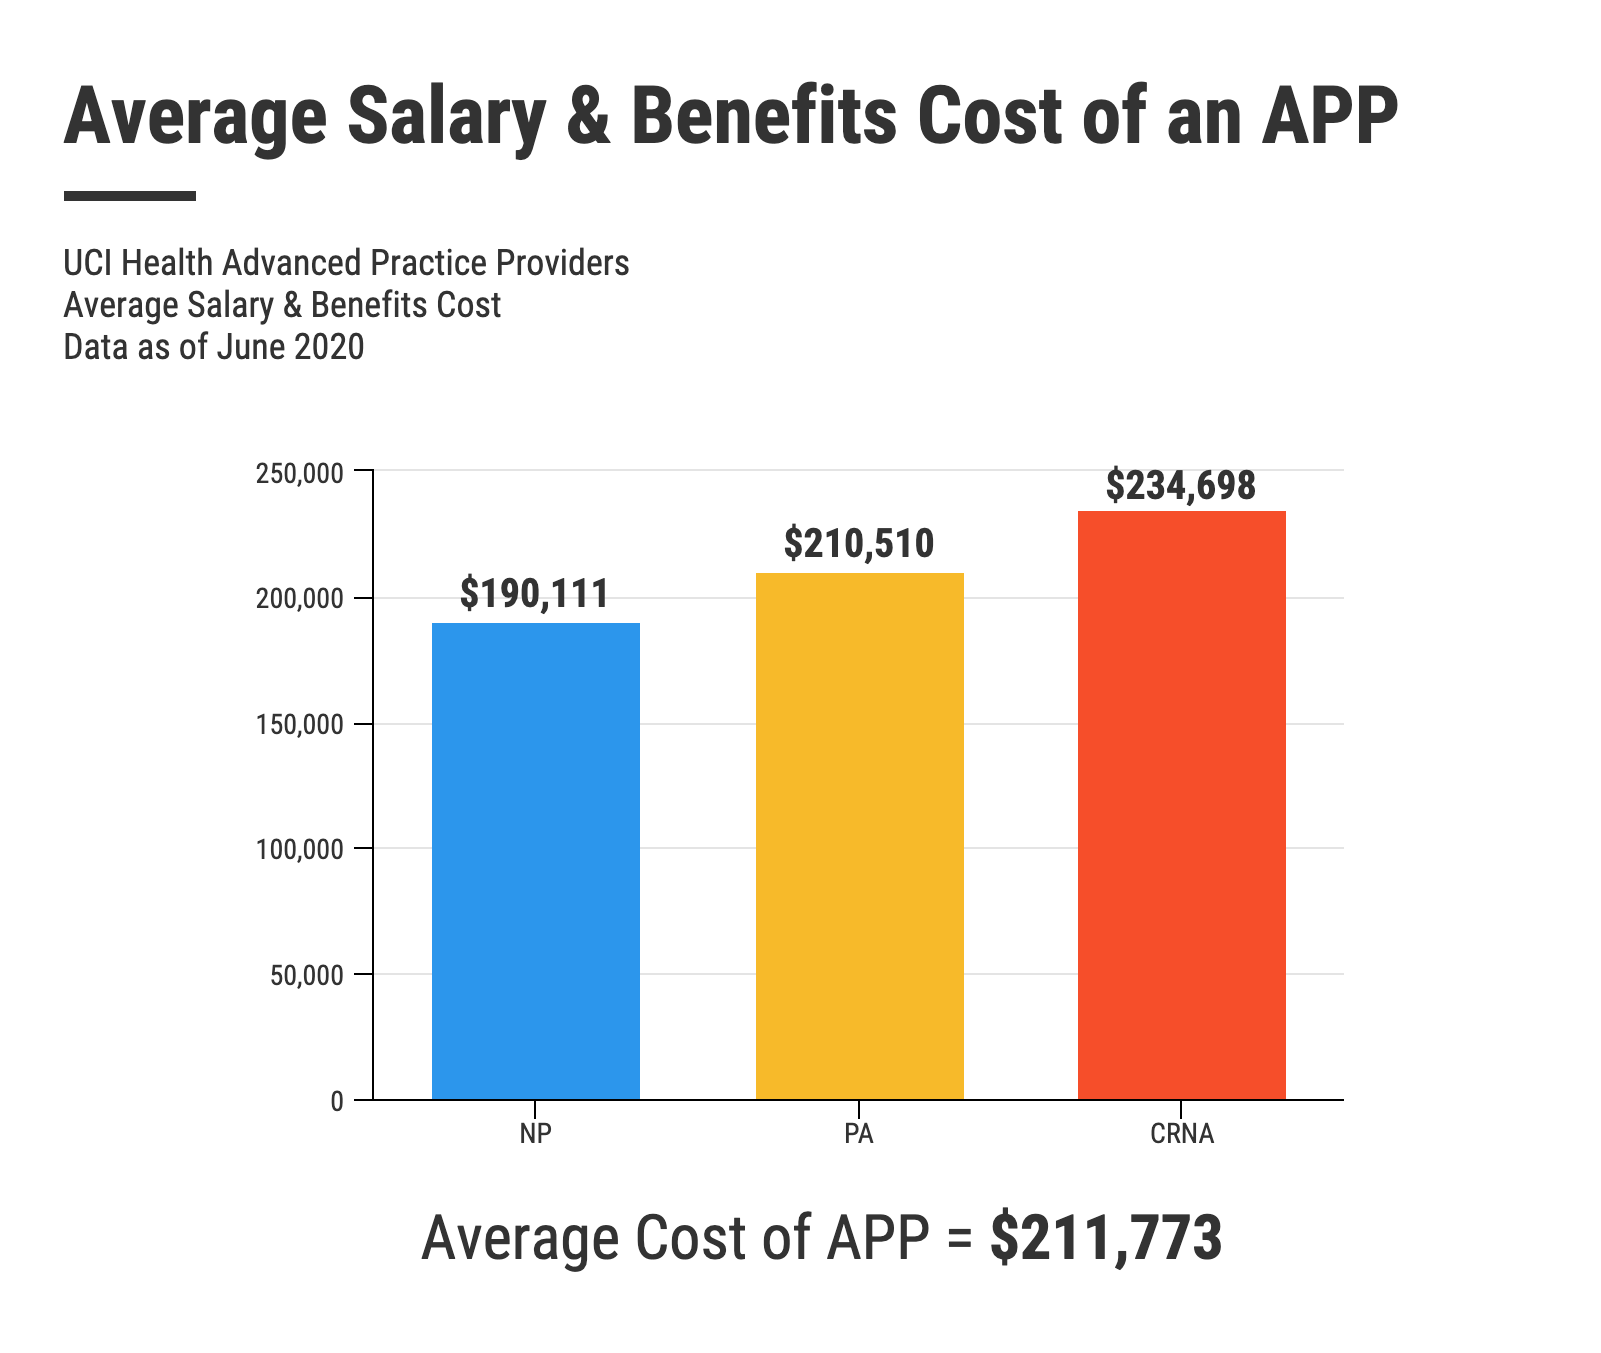 Average Salary & Benefits Cost of an APP
UCI Health Advanced Practice Providers
Average Salary & Benefits Cost
Data as of June 2020
250,000
$234,698
$210,510
$190,111
200,000
150,000
100,000
50,000
0
NP
PA
CRNA
Average Cost of APP = $211,773